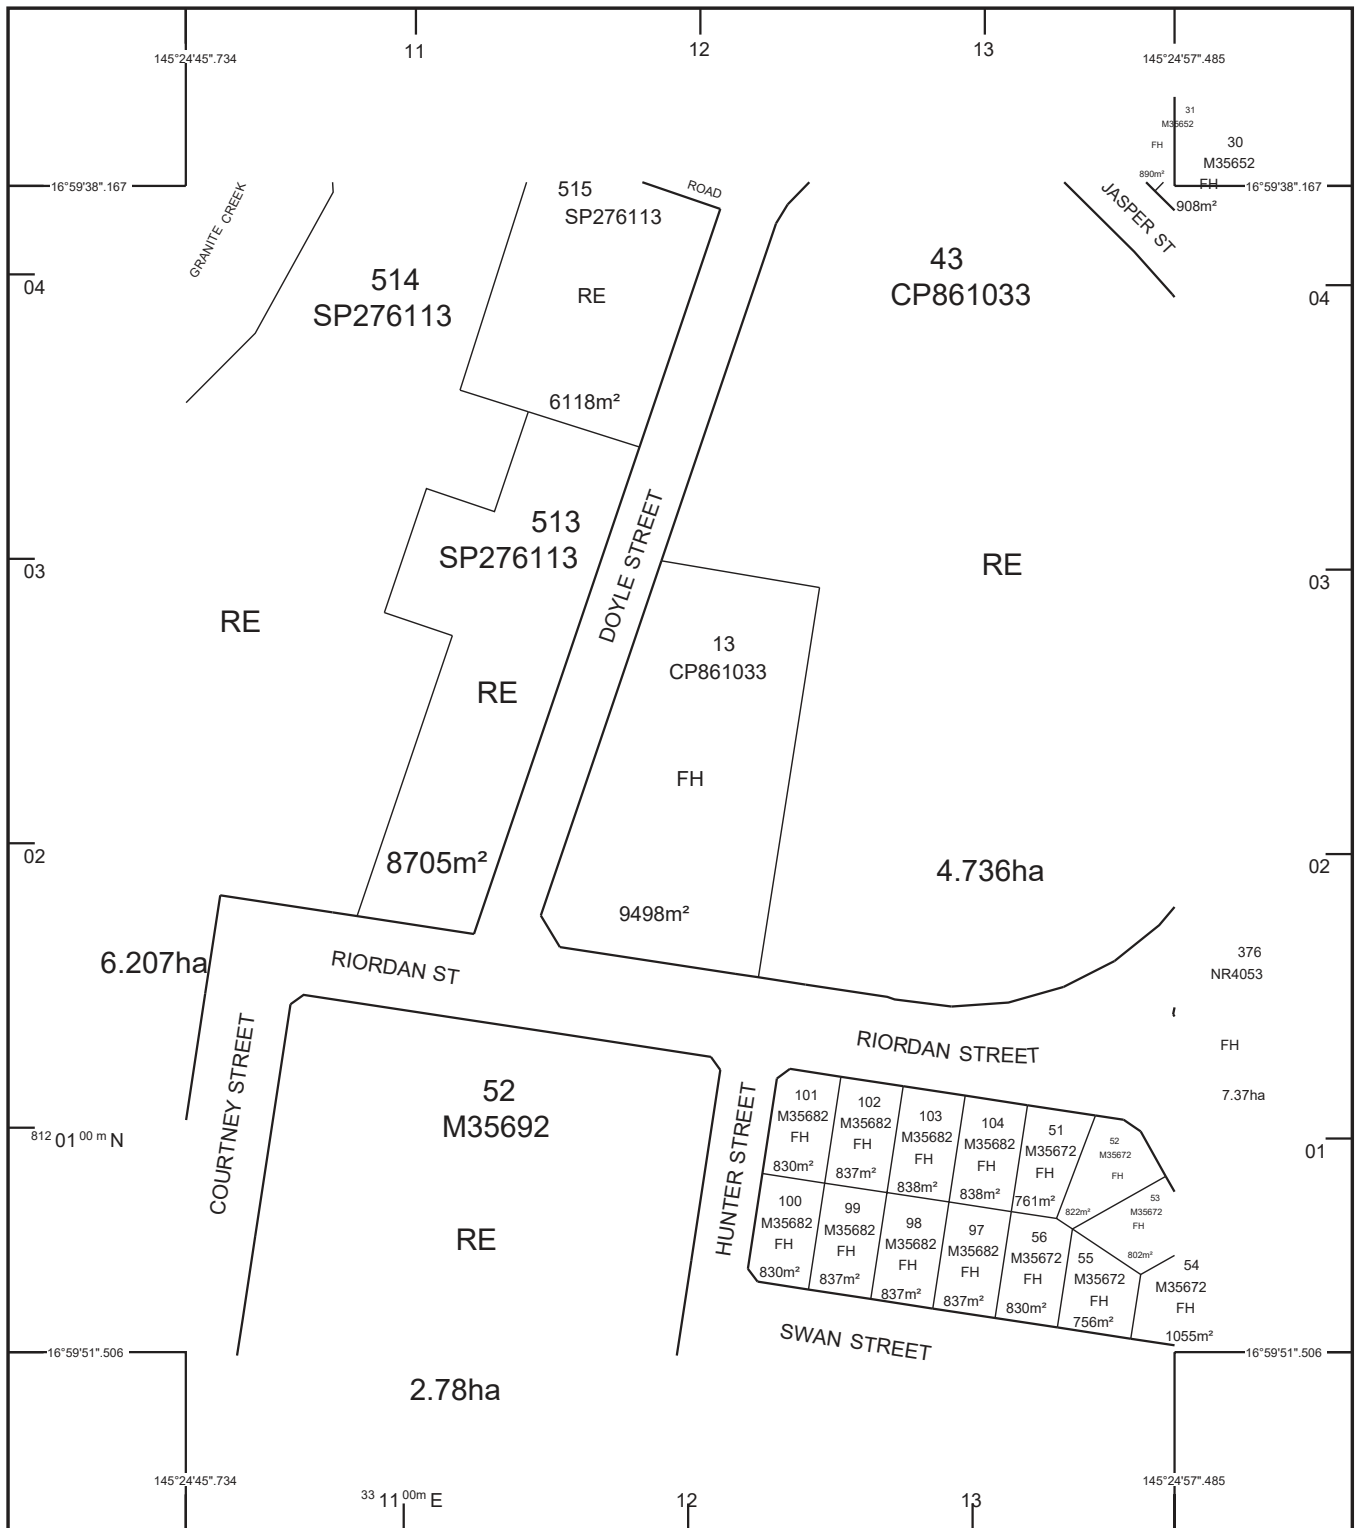 11
12
13
145°24'45".734
145°24'57".485
31
M35652
FH
890m²
30
M35652
FH
908m²
16°59'38".167
16°59'38".167
GRANITE CREEK
515
SP276113
RE
6118m²
ROAD
JASPER ST
04
04
514
SP276113
43
CP861033
513
SP276113
RE
8705m²
DOYLE STREET
03
03
RE
RE
13
CP861033
FH
9498m²
02
02
4.736ha
6.207ha
RIORDAN ST
376
NR4053
FH
7.37ha
RIORDAN STREET
COURTNEY STREET
52
M35692
RE
2.78ha
HUNTER STREET
812 01 00 m N
01
101
M35682
FH
830m²
102
M35682
FH
837m²
103
M35682
FH
838m²
104
M35682
FH
838m²
51
M35672
FH
761m²
52
M35672
FH
822m²
53
M35672
FH
802m²
100
M35682
FH
830m²
99
M35682
FH
837m²
98
M35682
FH
837m²
97
M35682
FH
837m²
56
M35672
FH
830m²
55
M35672
FH
756m²
54
M35672
FH
1055m²
SWAN STREET
16°59'51".506
16°59'51".506
145°24'45".734
145°24'57".485
33 11 00m E
12
13